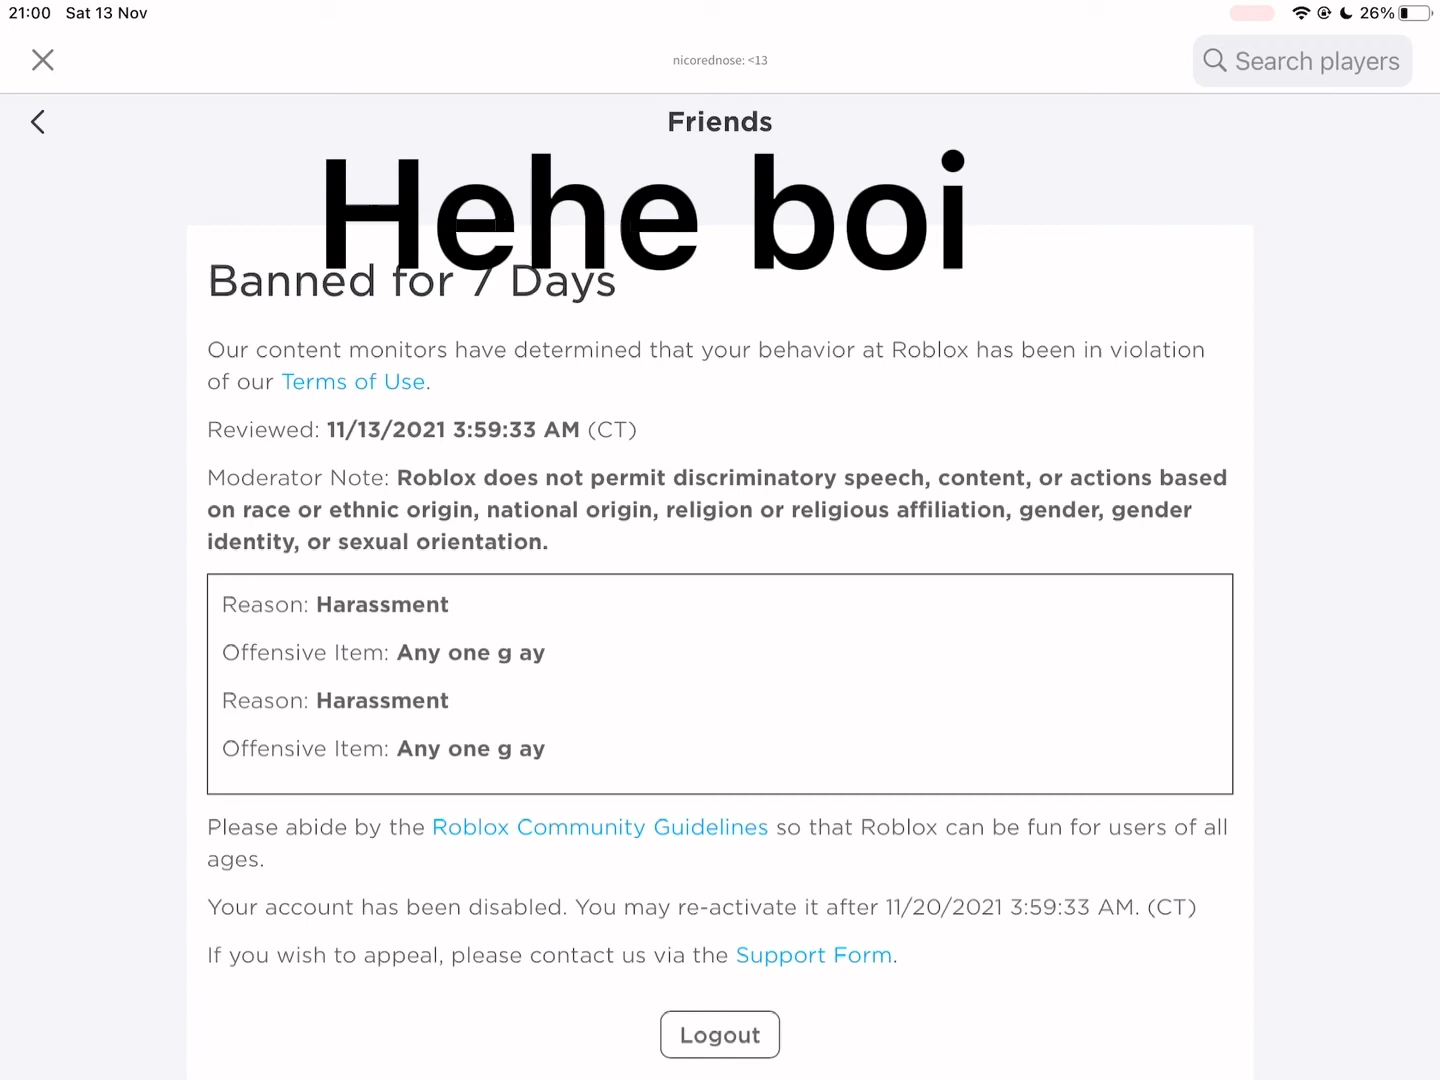 21:00 Sat 13 Nov
26%
nicorednose: <13
Search players
Friends
Hehe boi
Banned for 7 Days
Our content monitors have determined that your behavior at Roblox has been in violation
of our Terms of Use.
Reviewed: 11/13/2021 3:59:33 AM (CT)
Moderator Note: Roblox does not permit discriminatory speech, content, or actions based
on race or ethnic origin, national origin, religion or religious affiliation, gender, gender
identity, or sexual orientation.
Reason: Harassment
Offensive Item: Any one g ay
Reason: Harassment
Offensive Item: Any one g ay
Please abide by the Roblox Community Guidelines so that Roblox can be fun for users of all
ages.
Your account has been disabled. You may re-activate it after 11/20/2021 3:59:33 AM. (CT)
If you wish to appeal, please contact us via the Support Form.
Logout